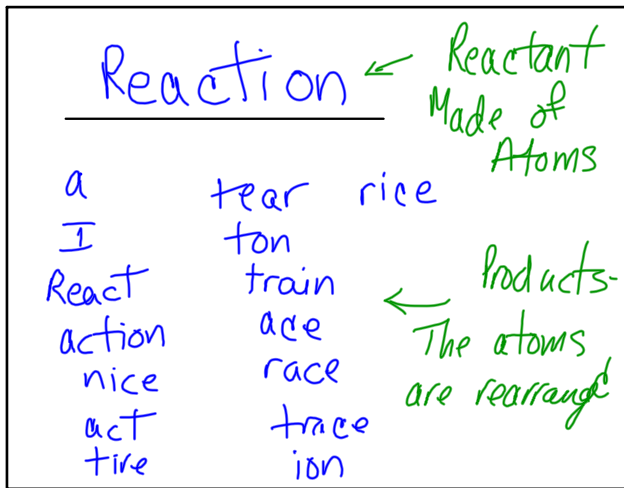 Reaction
Reactant
Made of
Atoms
a tear rice
I ton
React train
action ace
nice race
act trace
tire ion
Products-
The atoms
are rearranged